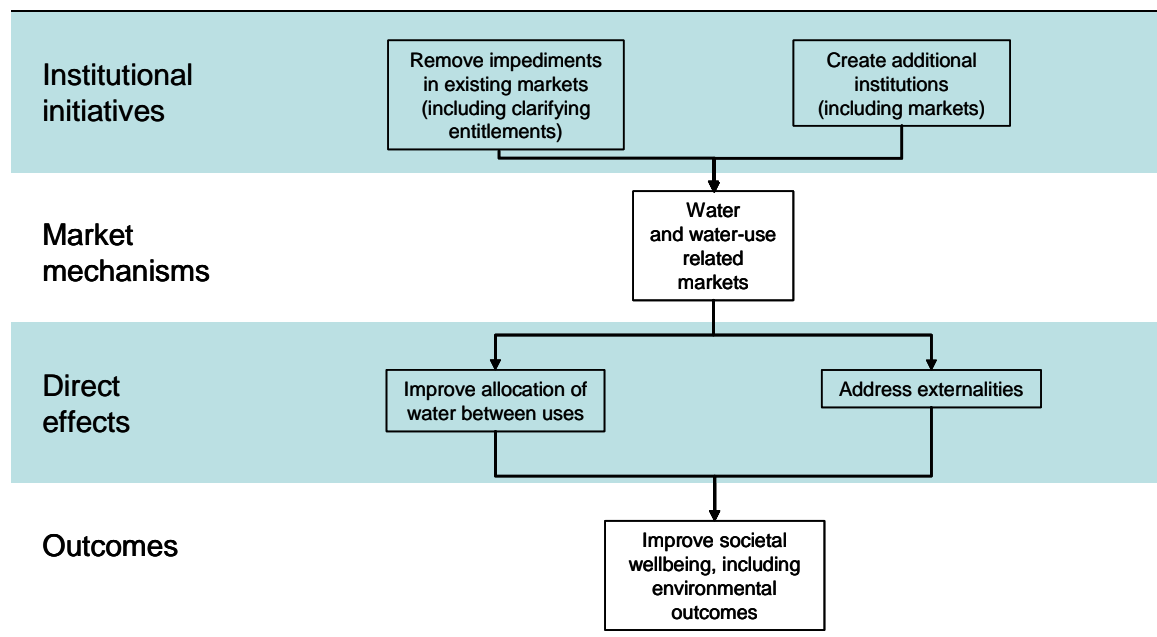 Institutional
initiatives
Remove impediments
in existing markets
(including clarifying
entitlements)
Create additional
institutions
(including markets)
Market
mechanisms
Water
and water-use
related
markets
Direct
effects
Improve allocation of
water between uses
Address externalities
Outcomes
Improve societal
wellbeing, including
environmental
outcomes